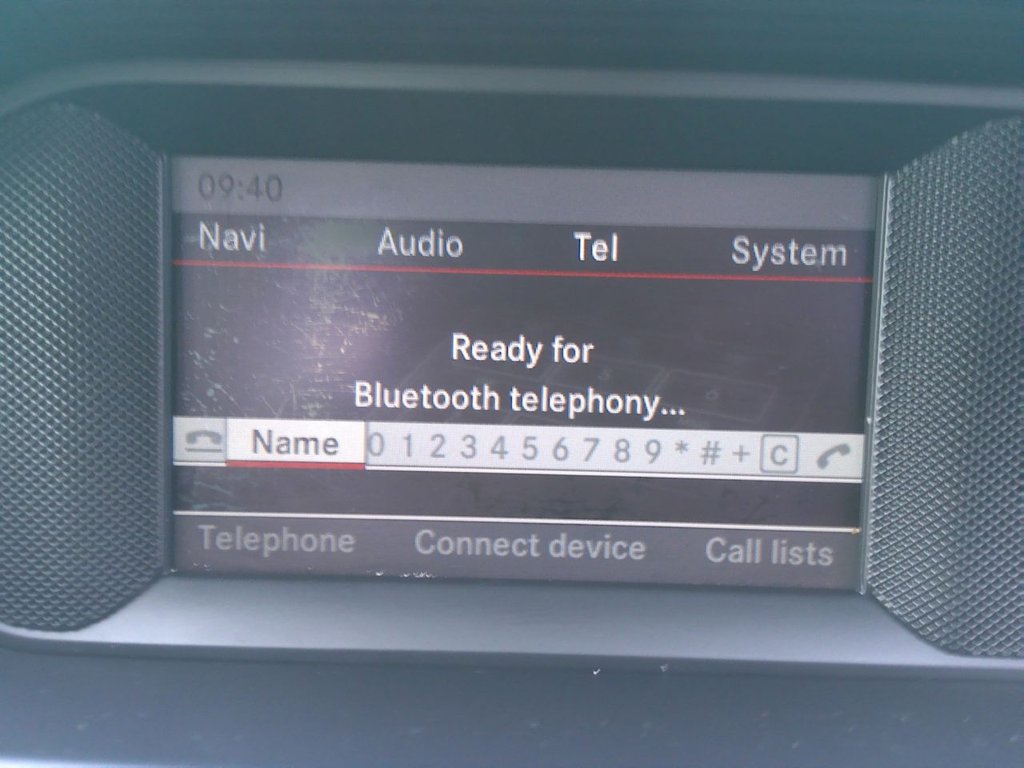 09:40
Navi Audio Tel System
Ready for
Bluetooth telephony...
Name 0 1 2 3 4 5 6 7 8 9 * # + C
Telephone Connect device Call lists